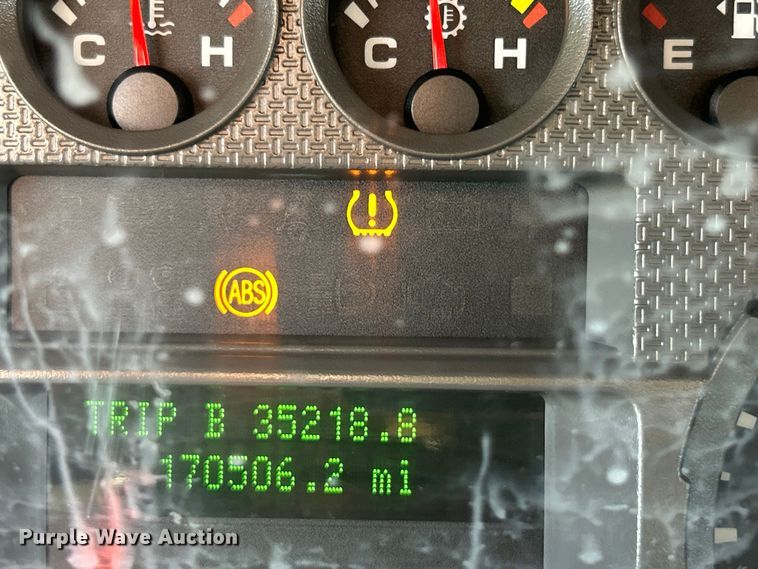 C H C H E
ABS
TRIP B 35218.8
170506.2 mi
Purple Wave Auction